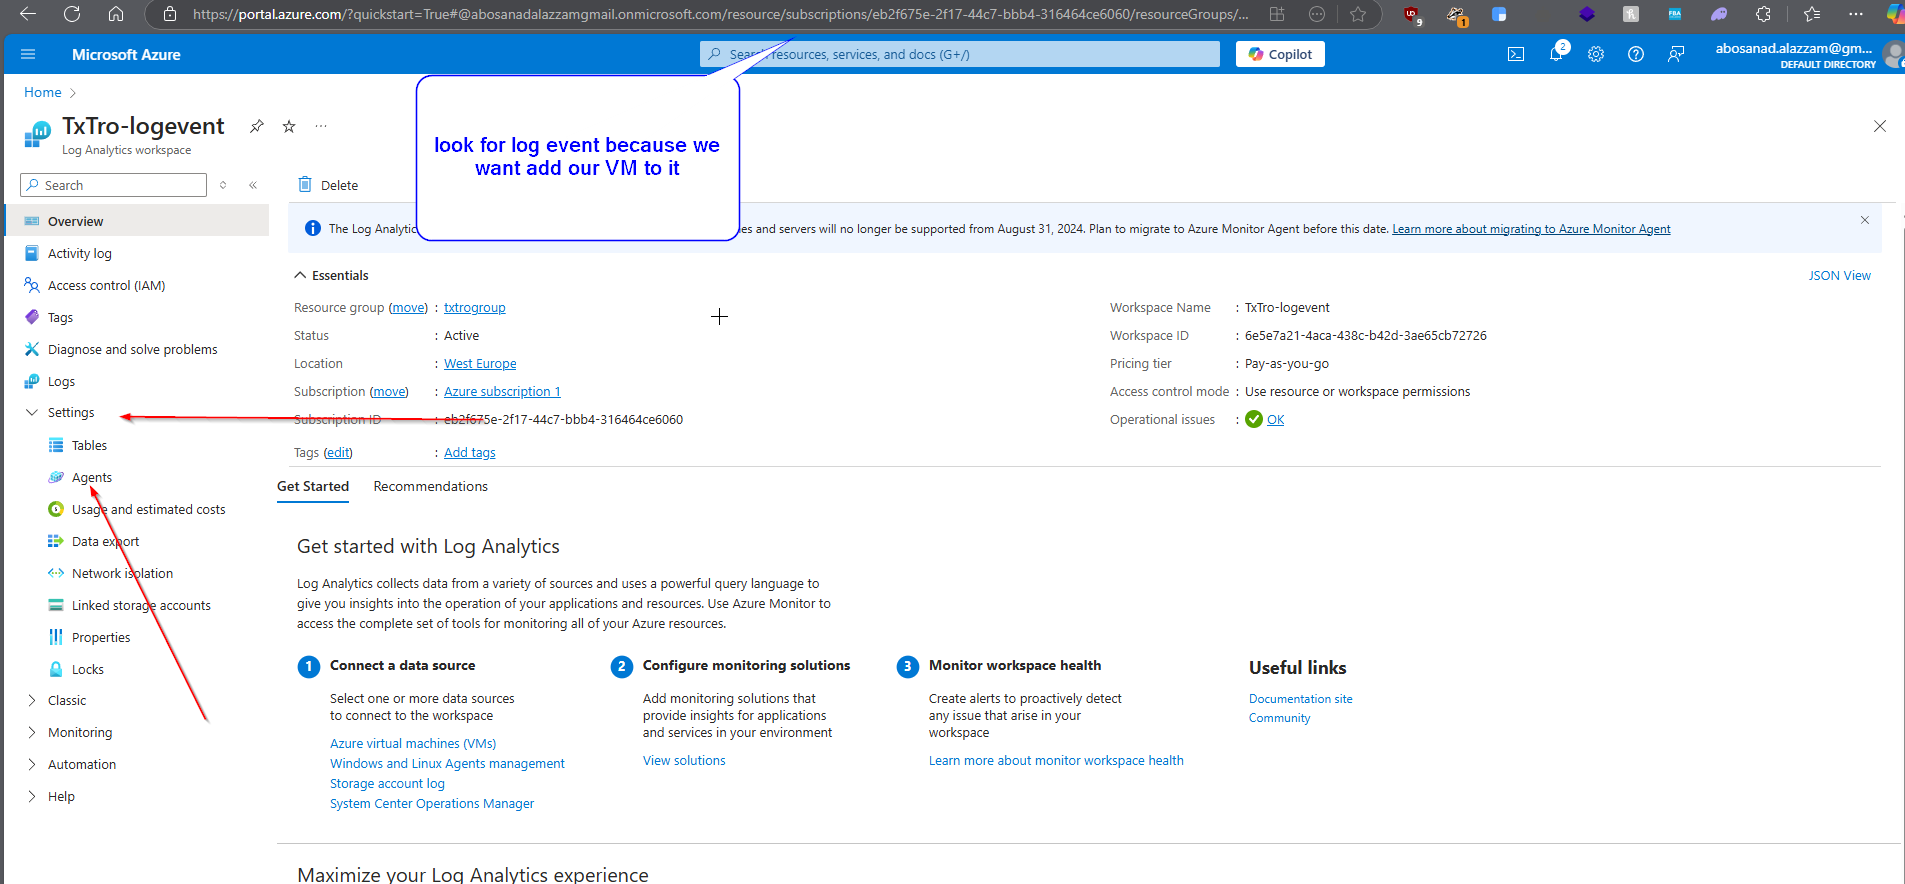 https://portal.azure.com/?quickstart=True#@abosanadalazzamgmail.onmicrosoft.com/resource/subscriptions/eb2f675e-2f17-44c7-bbb4-316464ce6060/resourceGroups/...
9
1
Microsoft Azure
Search resources, services, and docs (G+/)
Copilot
2
abosanad.alazzam@gm...
DEFAULT DIRECTORY
Home
TxTro-logevent
Log Analytics workspace
look for log event because we
want add our VM to it
Search
Delete
Overview
Activity log
Access control (IAM)
Tags
Diagnose and solve problems
Logs
Settings
Tables
Agents
Usage and estimated costs
Data export
Network isolation
Linked storage accounts
Properties
Locks
Classic
Monitoring
Automation
Help
The Log Analytic
es and servers will no longer be supported from August 31, 2024. Plan to migrate to Azure Monitor Agent before this date. Learn more about migrating to Azure Monitor Agent
Essentials
JSON View
Resource group (move) : txtrogroup
Status : Active
Location : West Europe
Subscription (move) : Azure subscription 1
Subscription ID : eb2f675e-2f17-44c7-bbb4-316464ce6060
Tags (edit) : Add tags
Workspace Name : TxTro-logevent
Workspace ID : 6e5e7a21-4aca-438c-b42d-3ae65cb72726
Pricing tier : Pay-as-you-go
Access control mode : Use resource or workspace permissions
Operational issues : OK
Get Started Recommendations
Get started with Log Analytics
Log Analytics collects data from a variety of sources and uses a powerful query language to
give you insights into the operation of your applications and resources. Use Azure Monitor to
access the complete set of tools for monitoring all of your Azure resources.
1 Connect a data source
Select one or more data sources
to connect to the workspace
Azure virtual machines (VMs)
Windows and Linux Agents management
Storage account log
System Center Operations Manager
2 Configure monitoring solutions
Add monitoring solutions that
provide insights for applications
and services in your environment
View solutions
3 Monitor workspace health
Create alerts to proactively detect
any issue that arise in your
workspace
Learn more about monitor workspace health
Useful links
Documentation site
Community
Maximize your Log Analytics experience